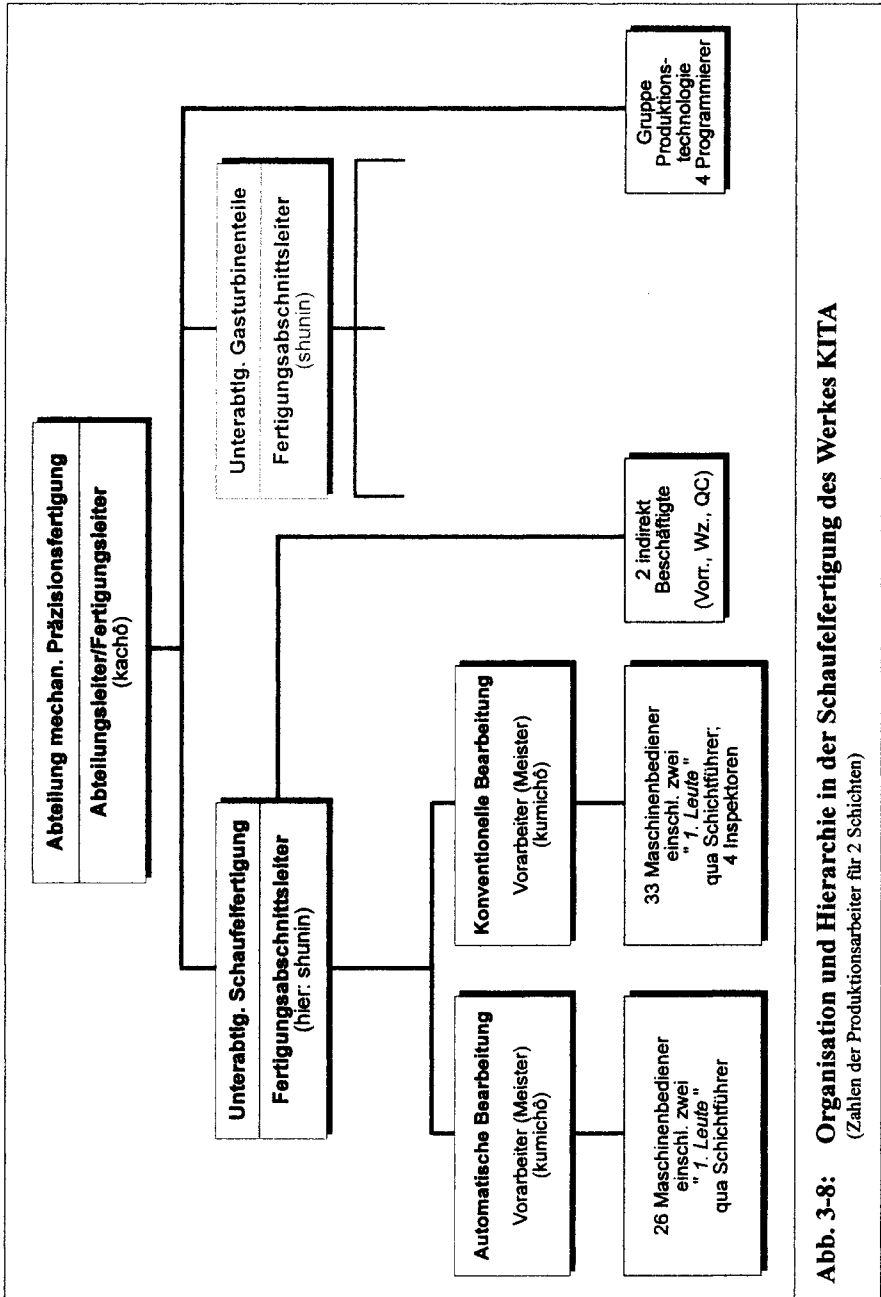 Abteilung mechan. Präzisionsfertigung
Abteilungsleiter/Fertigungsleiter
(kachô)
Unterabtlg. Schaufelfertigung
Fertigungsabschnittsleiter
(hier: shunin)
Unterabtlg. Gasturbinenteile
Fertigungsabschnittsleiter
(shunin)
Automatische Bearbeitung
Vorarbeiter (Meister)
(kumichô)
Konventionelle Bearbeitung
Vorarbeiter (Meister)
(kumichô)
26 Maschinenbediener
einschl. zwei
" 1. Leute "
qua Schichtführer
33 Maschinenbediener
einschl. zwei
" 1. Leute "
qua Schichtführer;
4 Inspektoren
2 indirekt
Beschäftigte
(Vorr., Wz., QC)
Gruppe
Produktions-
technologie
4 Programmierer
Abb. 3-8: Organisation und Hierarchie in der Schaufelfertigung des Werkes KITA
(Zahlen der Produktionsarbeiter für 2 Schichten)